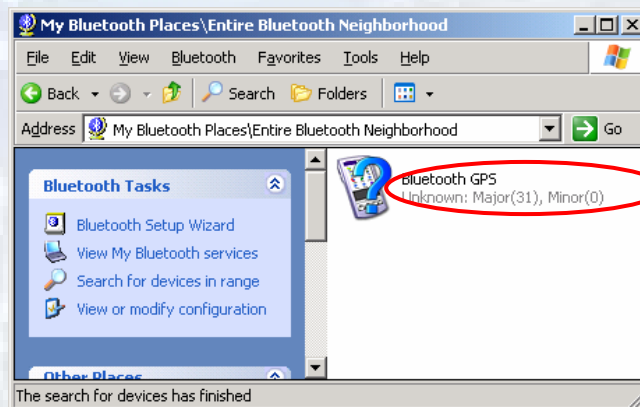 My Bluetooth Places\Entire Bluetooth Neighborhood
File Edit View Bluetooth Favorites Tools Help
Back Search Folders
Address My Bluetooth Places\Entire Bluetooth Neighborhood Go
Bluetooth Tasks
Bluetooth Setup Wizard
View My Bluetooth services
Search for devices in range
View or modify configuration
Other Places
Bluetooth GPS
Unknown: Major(31), Minor(0)
The search for devices has finished